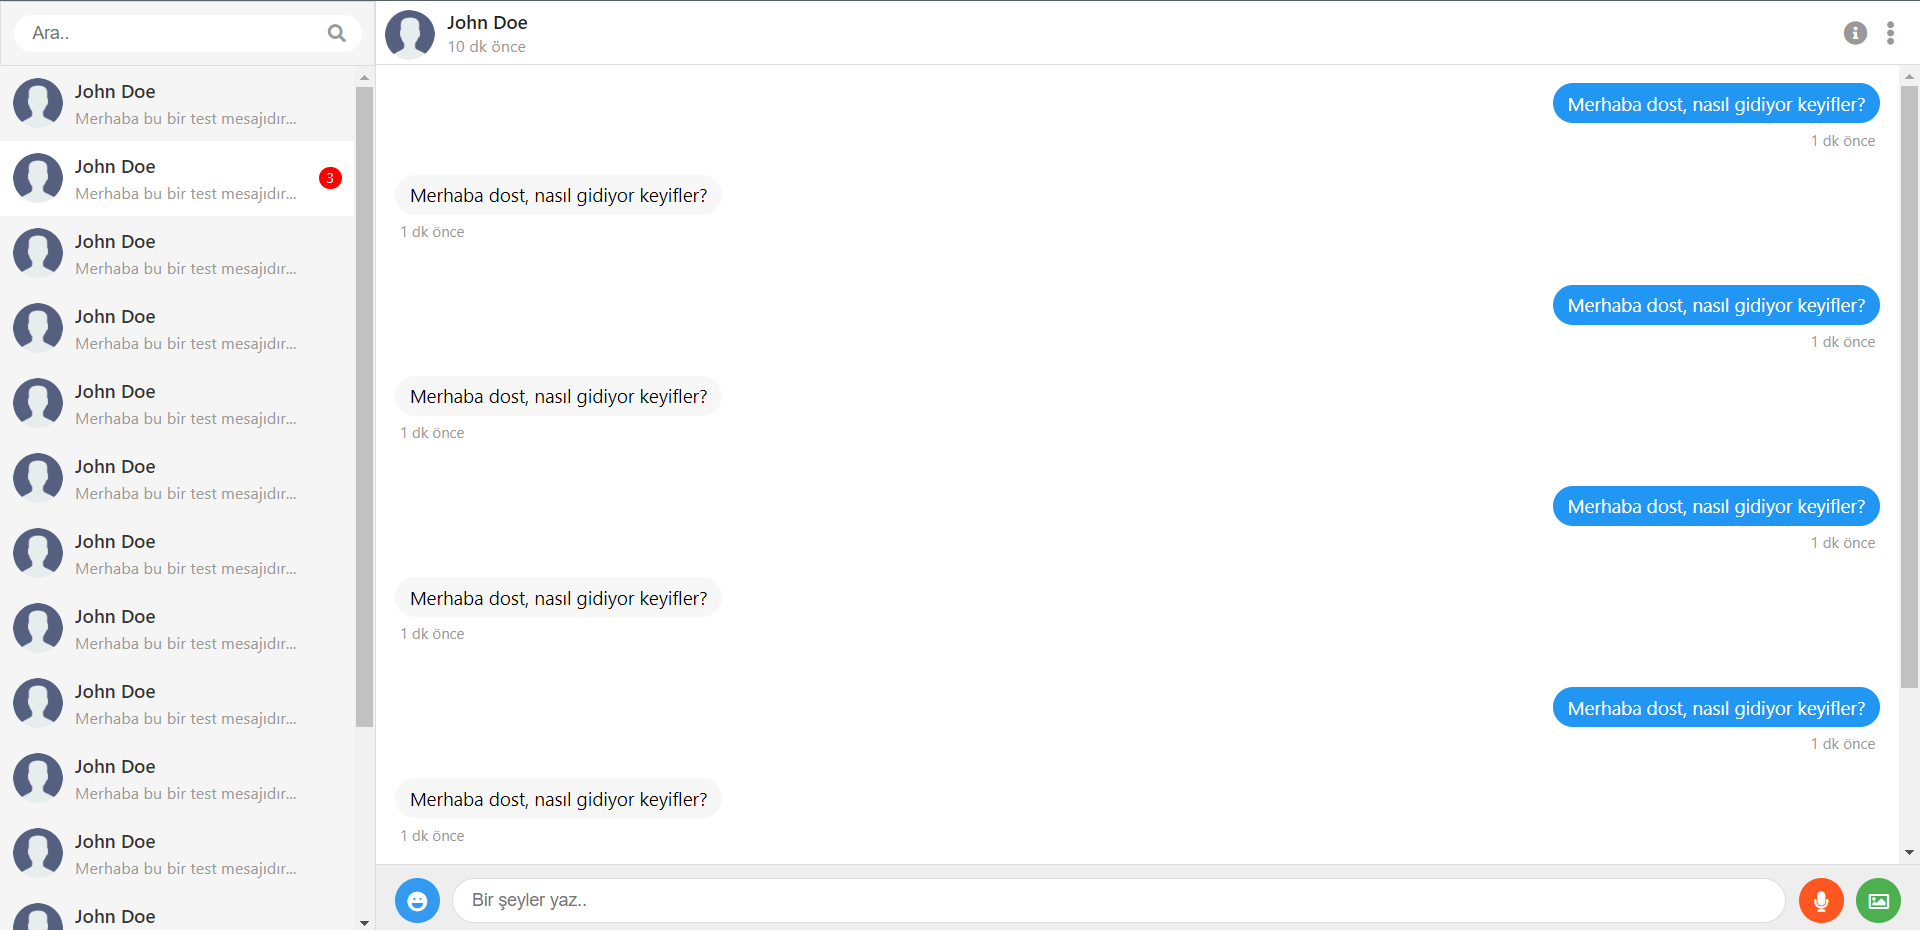 Ara..
John Doe
Merhaba bu bir test mesajıdır...
John Doe
Merhaba bu bir test mesajıdır...
3
John Doe
Merhaba bu bir test mesajıdır...
John Doe
Merhaba bu bir test mesajıdır...
John Doe
Merhaba bu bir test mesajıdır...
John Doe
Merhaba bu bir test mesajıdır...
John Doe
Merhaba bu bir test mesajıdır...
John Doe
Merhaba bu bir test mesajıdır...
John Doe
Merhaba bu bir test mesajıdır...
John Doe
Merhaba bu bir test mesajıdır...
John Doe
Merhaba bu bir test mesajıdır...
John Doe
John Doe
10 dk önce
Merhaba dost, nasıl gidiyor keyifler?
1 dk önce
Merhaba dost, nasıl gidiyor keyifler?
1 dk önce
Merhaba dost, nasıl gidiyor keyifler?
1 dk önce
Merhaba dost, nasıl gidiyor keyifler?
1 dk önce
Merhaba dost, nasıl gidiyor keyifler?
1 dk önce
Merhaba dost, nasıl gidiyor keyifler?
1 dk önce
Merhaba dost, nasıl gidiyor keyifler?
1 dk önce
Merhaba dost, nasıl gidiyor keyifler?
1 dk önce
Bir şeyler yaz..